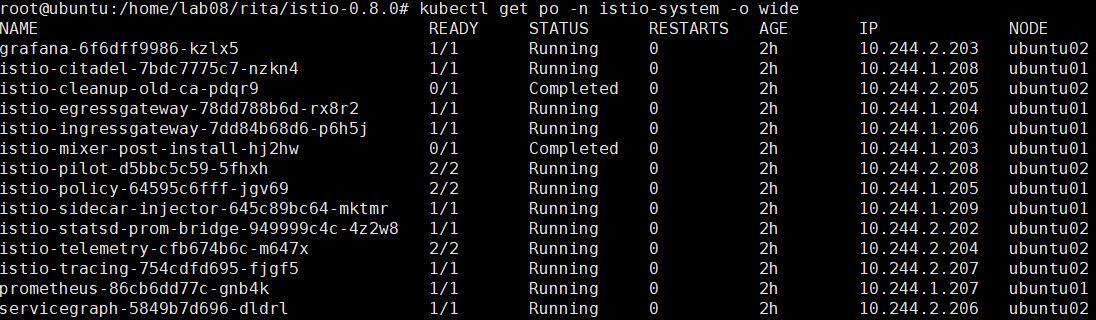 root@ubuntu:/home/lab08/rita/istio-0.8.0# kubectl get po -n istio-system -o wide
NAME READY STATUS RESTARTS AGE IP NODE
grafana-6f6dff9986-kzlx5 1/1 Running 0 2h 10.244.2.203 ubuntu02
istio-citadel-7bdc7775c7-nzkn4 1/1 Running 0 2h 10.244.1.208 ubuntu01
istio-cleanup-old-ca-pdqr9 0/1 Completed 0 2h 10.244.2.205 ubuntu02
istio-egressgateway-78dd788b6d-rx8r2 1/1 Running 0 2h 10.244.1.204 ubuntu01
istio-ingressgateway-7dd84b68d6-p6h5j 1/1 Running 0 2h 10.244.1.206 ubuntu01
istio-mixer-post-install-hj2hw 0/1 Completed 0 2h 10.244.1.203 ubuntu01
istio-pilot-d5bbc5c59-5fhxh 2/2 Running 0 2h 10.244.2.208 ubuntu02
istio-policy-64595c6fff-jgv69 2/2 Running 0 2h 10.244.1.205 ubuntu01
istio-sidecar-injector-645c89bc64-mktmr 1/1 Running 0 2h 10.244.1.209 ubuntu01
istio-statsd-prom-bridge-949999c4c-4z2w8 1/1 Running 0 2h 10.244.2.202 ubuntu02
istio-telemetry-cfb674b6c-m647x 2/2 Running 0 2h 10.244.2.204 ubuntu02
istio-tracing-754cdfd695-fjgf5 1/1 Running 0 2h 10.244.2.207 ubuntu02
prometheus-86cb6dd77c-gnb4k 1/1 Running 0 2h 10.244.1.207 ubuntu01
servicegraph-5849b7d696-dldrl 1/1 Running 0 2h 10.244.2.206 ubuntu02